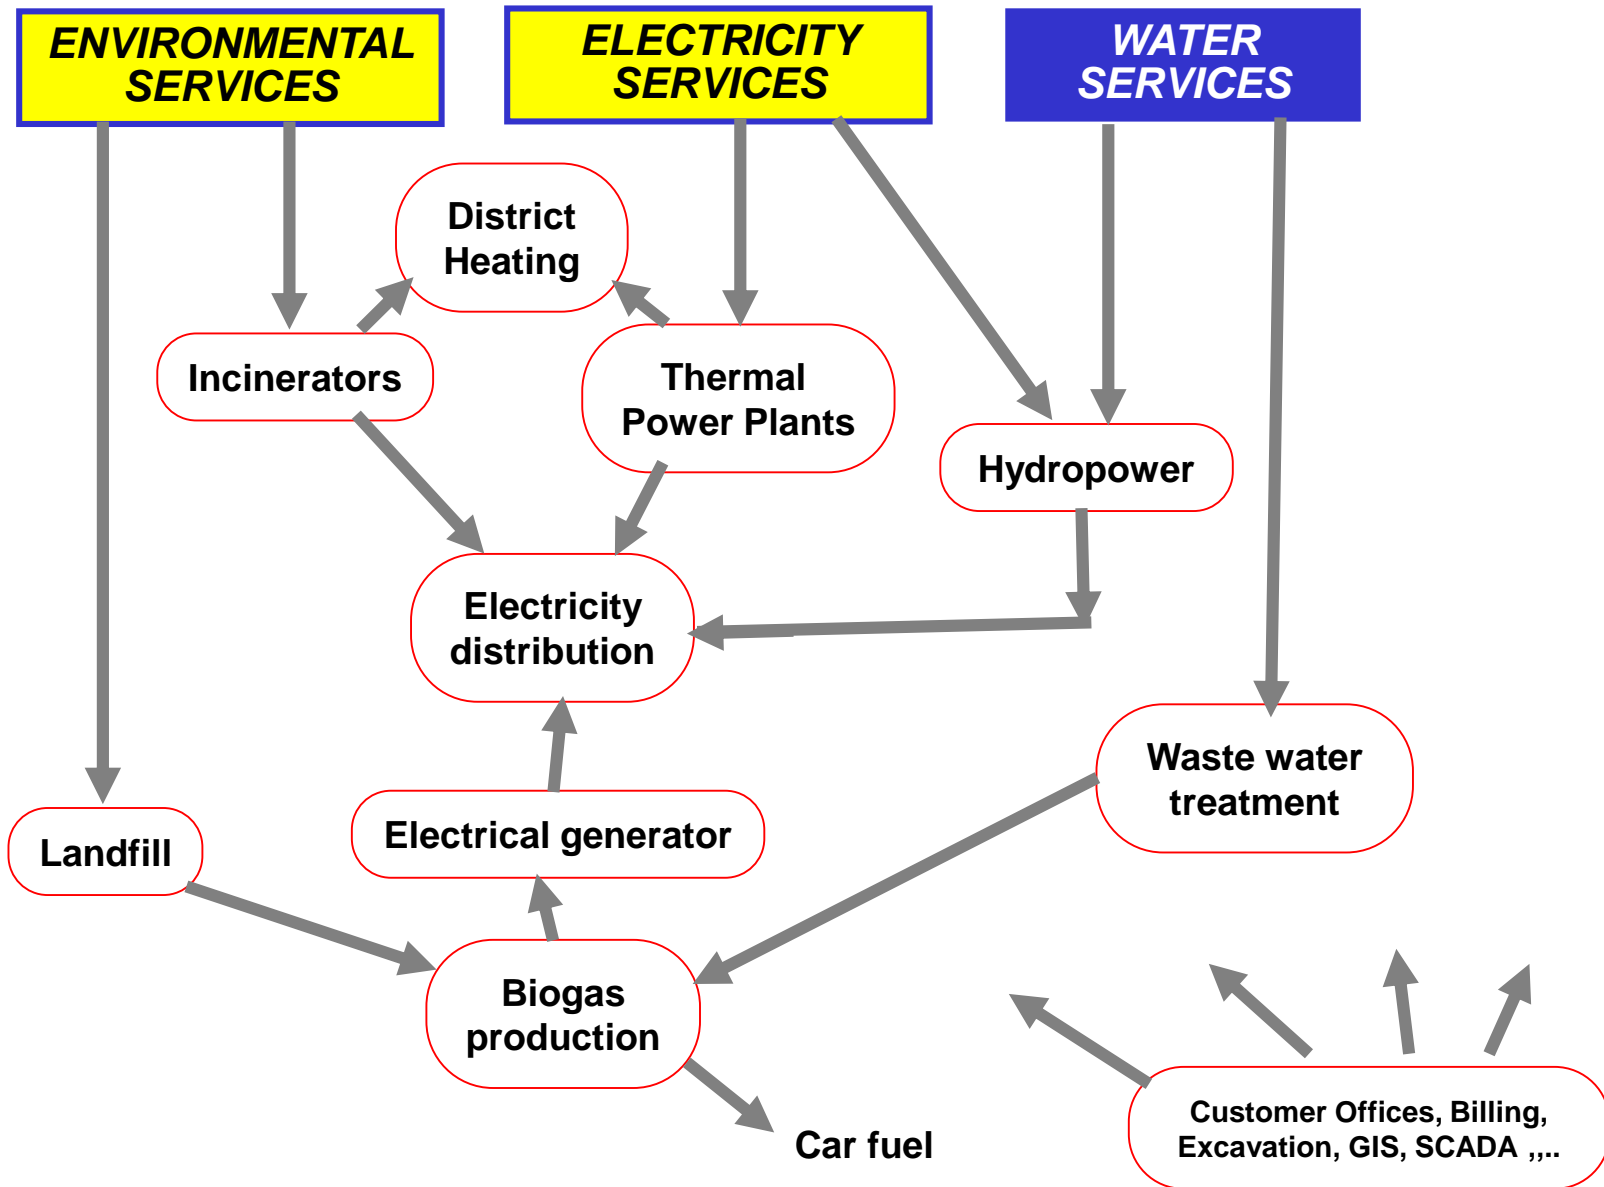 ENVIRONMENTAL
SERVICES
ELECTRICITY
SERVICES
WATER
SERVICES
District
Heating
Incinerators
Thermal
Power Plants
Hydropower
Electricity
distribution
Waste water
treatment
Electrical generator
Landfill
Biogas
production
Car fuel
Customer Offices, Billing,
Excavation, GIS, SCADA ,,..